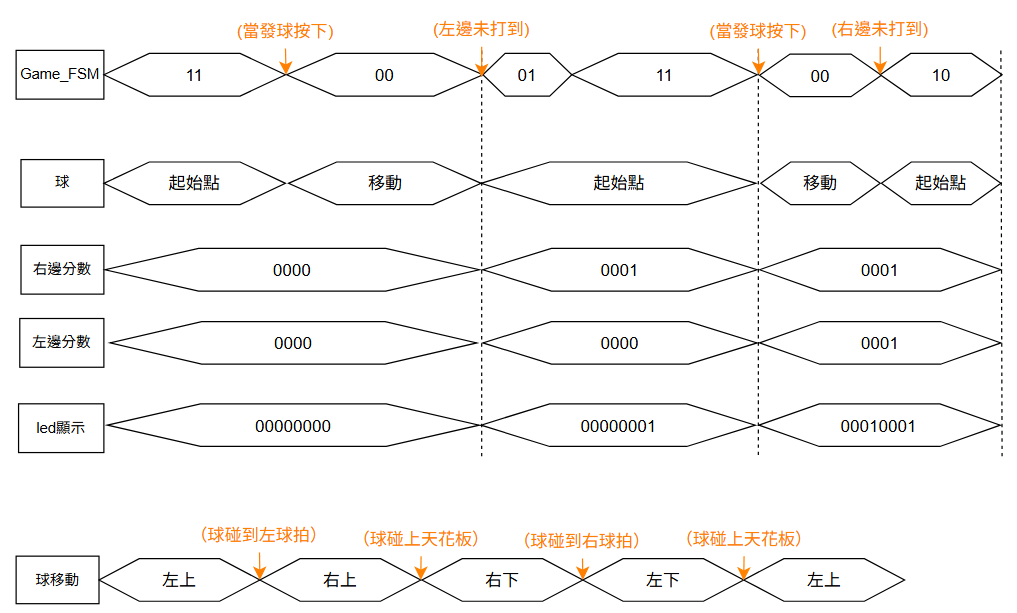 (當發球按下)
(左邊未打到)
(當發球按下)
(右邊未打到)
Game_FSM
11
00
01
11
00
10
球
起始點
移動
起始點
移動
起始點
右邊分數
0000
0001
0001
左邊分數
0000
0000
0001
led顯示
00000000
00000001
00010001
(球碰到左球拍)
(球碰上天花板)
(球碰到右球拍)
(球碰上天花板)
球移動
左上
右上
右下
左下
左上